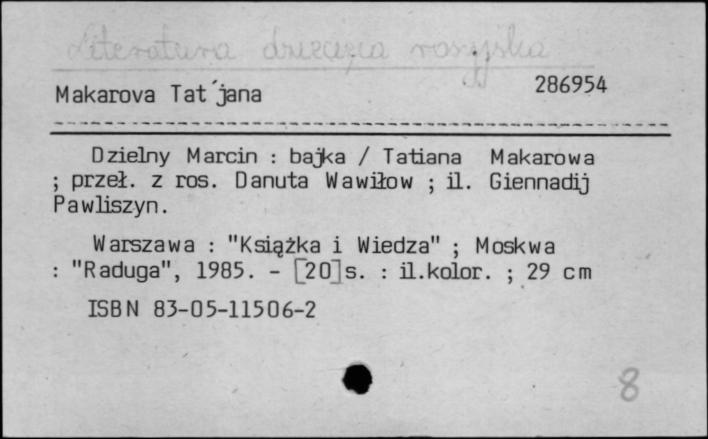 Literatura dziecięca rosyjska
286954
Makarova Tat´jana
Dzielny Marcin : bajka / Tatiana Makarowa
; przeł. z ros. Danuta Wawiłow ; il. Giennadij
Pawliszyn.
Warszawa : "Książka i Wiedza" ; Moskwa
: "Raduga", 1985. - [20]s. : il.kolor. ; 29 cm
ISBN 83-05-11506-2
8